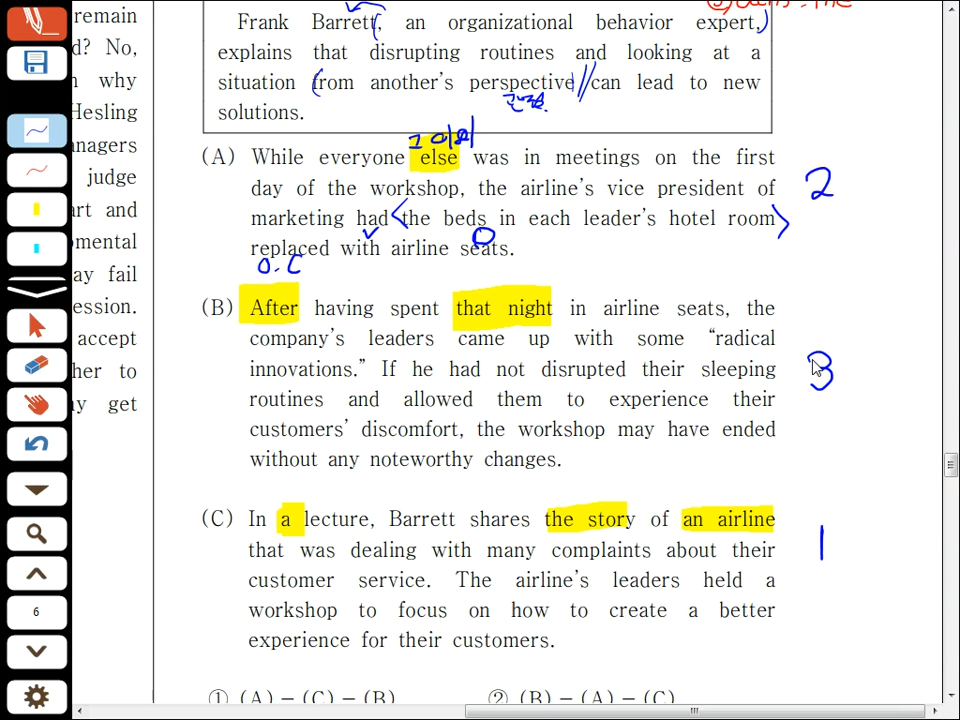 remain
d? No,
why
Hesling
anagers
judge
art and
omental
ay fail
ession.
accept
her to
y get
6
Frank Barrett, an organizational behavior expert,
explains that disrupting routines and looking at a
situation from another's perspective can lead to new
solutions.
(A) While everyone else was in meetings on the first
day of the workshop, the airline's vice president of
marketing had the beds in each leader's hotel room
replaced with airline seats.
2
O.C
(B) After having spent that night in airline seats, the
company's leaders came up with some “radical
innovations.” If he had not disrupted their sleeping
routines and allowed them to experience their
customers' discomfort, the workshop may have ended
without any noteworthy changes.
3
(C) In a lecture, Barrett shares the story of an airline
that was dealing with many complaints about their
customer service. The airline's leaders held a
workshop to focus on how to create a better
experience for their customers.
1
① (A)－(C)－(B) ② (B)－(A)－(C)